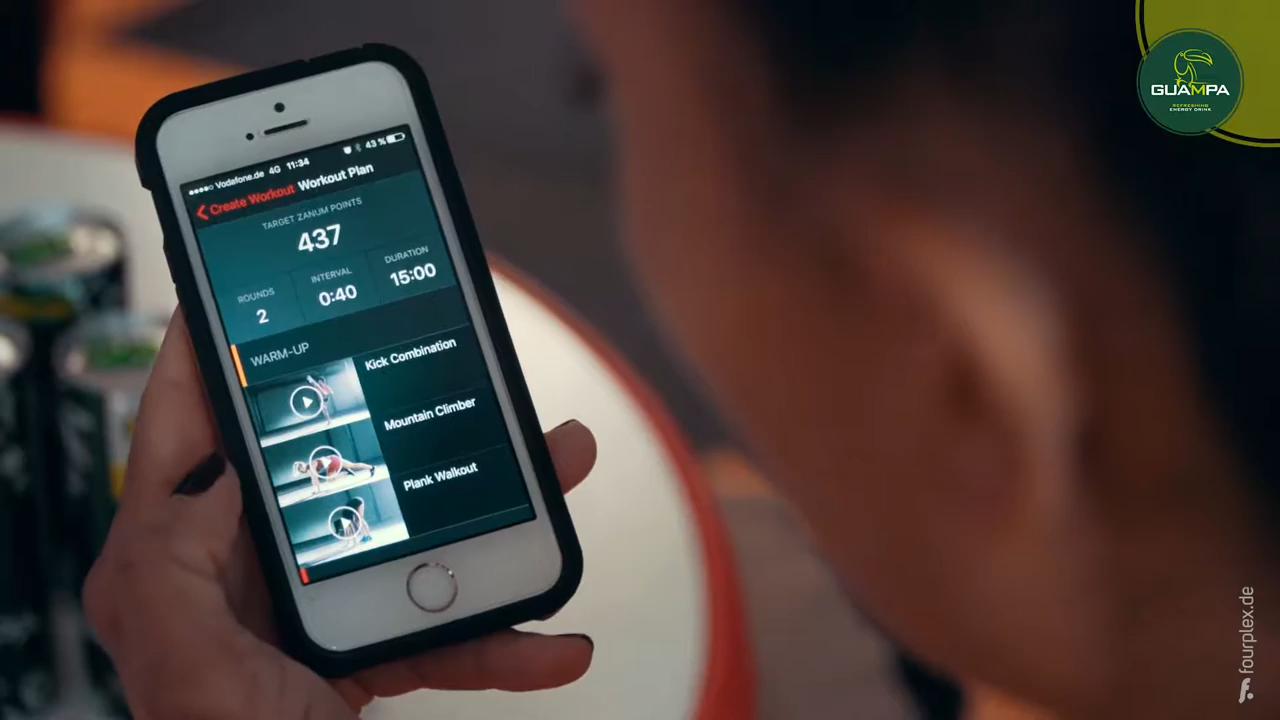 Vodafone.de 4G 11:34 43 %
Create Workout Workout Plan
TARGET ZANUM POINTS
437
ROUNDS INTERVAL DURATION
2 0:40 15:00
WARM-UP
Kick Combination
Mountain Climber
Plank Walkout
GUAMPA
REFRESHING
ENERGY DRINK
fourplex.de